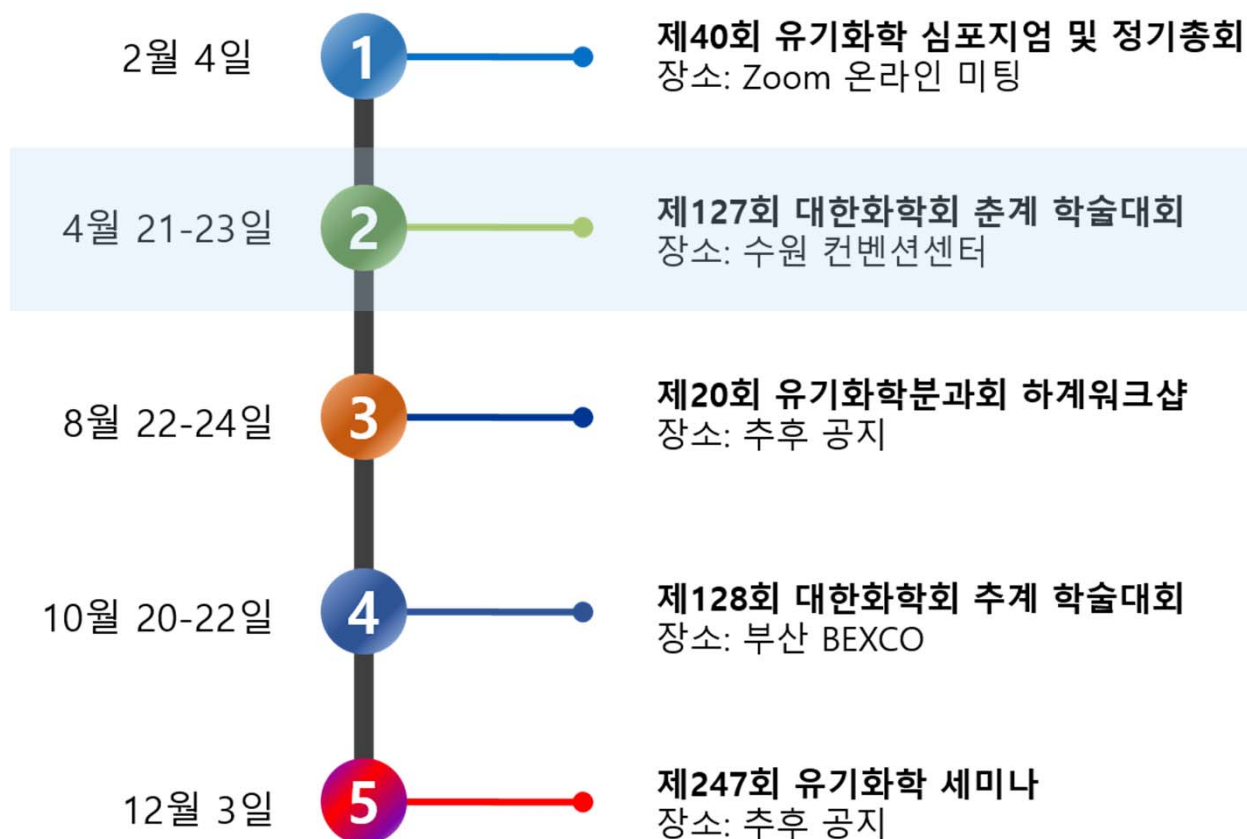 2월 4일
1
제40회 유기화학 심포지엄 및 정기총회
장소: Zoom 온라인 미팅
4월 21-23일
2
제127회 대한화학회 춘계 학술대회
장소: 수원 컨벤션센터
8월 22-24일
3
제20회 유기화학분과회 하계워크샵
장소: 추후 공지
10월 20-22일
4
제128회 대한화학회 추계 학술대회
장소: 부산 BEXCO
12월 3일
5
제247회 유기화학 세미나
장소: 추후 공지